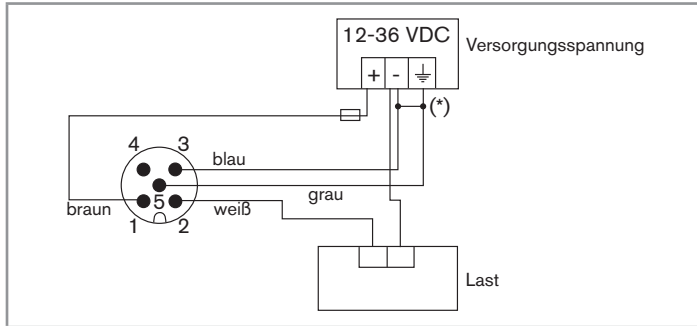 12-36 VDC
Versorgungsspannung
+ -
(*)
4 3
blau
grau
5
braun
weiß
1 2
Last